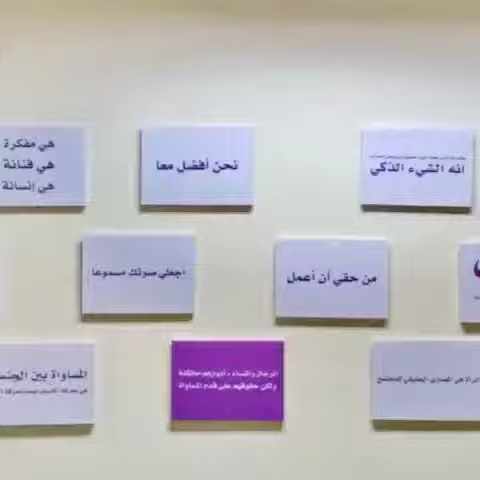 هي مفكرة
هي فنانة
هي إنسانة
نحن أفضل معا
انه الشيء الذكي
اجعلي صوتك مسموعا
من حقي أن أعمل
المساواة بين الجنس
الرجال والنساء - أدوارهم مختلفة
ولكن حقوقهم على قدم المساواة